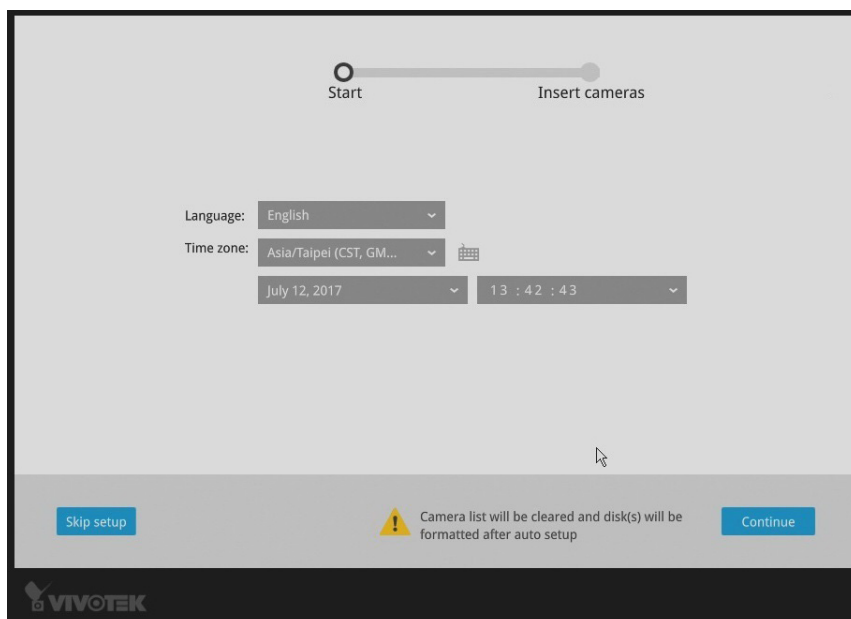 Start
Insert cameras
Language:
English
Time zone:
Asia/Taipei (CST, GM...
July 12, 2017
13 : 42 : 43
Skip setup
Camera list will be cleared and disk(s) will be
formatted after auto setup
Continue
VIVOTEK